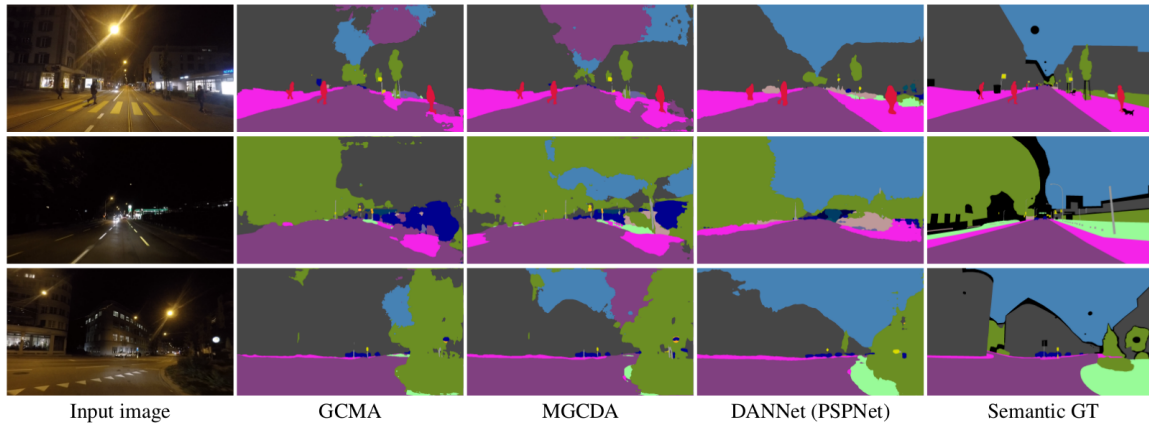 Input image
GCMA
MGCDA
DANNet (PSPNet)
Semantic GT